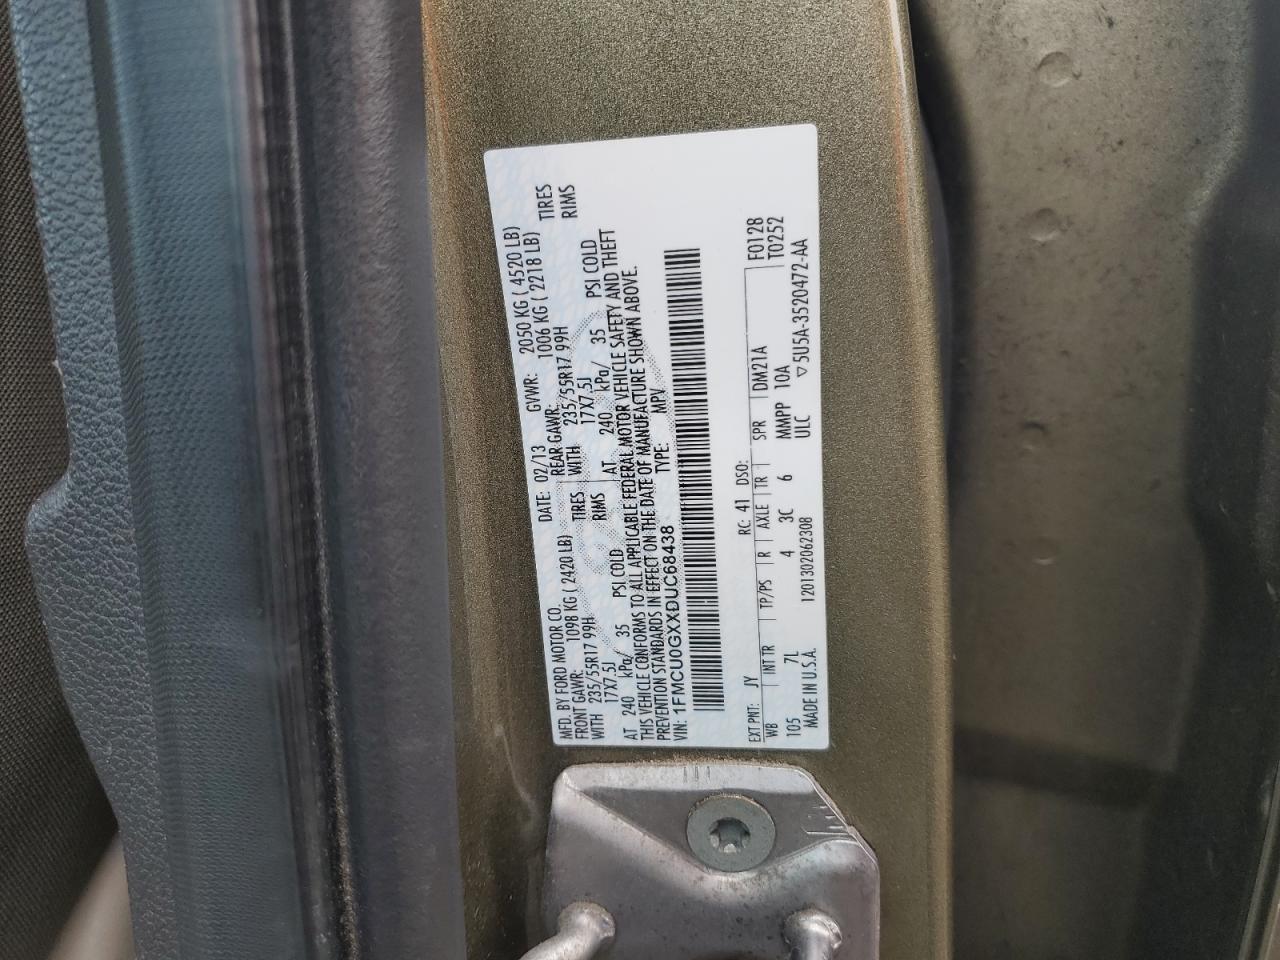 MFD. BY FORD MOTOR CO. DATE: 02/13 GVWR: 2050 KG ( 4520 LB)
FRONT GAWR: 1098 KG ( 2420 LB) REAR GAWR: 1006 KG ( 2218 LB)
WITH 235/55R17 99H TIRES WITH 235/55R17 99H TIRES
17X7.5J RIMS 17X7.5J RIMS
AT 240 kPa/ 35 PSI COLD AT 240 kPa/ 35 PSI COLD
THIS VEHICLE CONFORMS TO ALL APPLICABLE FEDERAL MOTOR VEHICLE SAFETY AND THEFT
PREVENTION STANDARDS IN EFFECT ON THE DATE OF MANUFACTURE SHOWN ABOVE.
VIN: 1FMCU0GXXDUC68438 TYPE: MPV
EXT PNT: JY RC: 41 DSO: F0128
WB INT TR TP/PS R AXLE TR SPR DM21A T0252
105 7L 4 3C 6 MMPP 10A
MADE IN U.S.A. 1201302062308 ULC ▽5U5A-3520472-AA